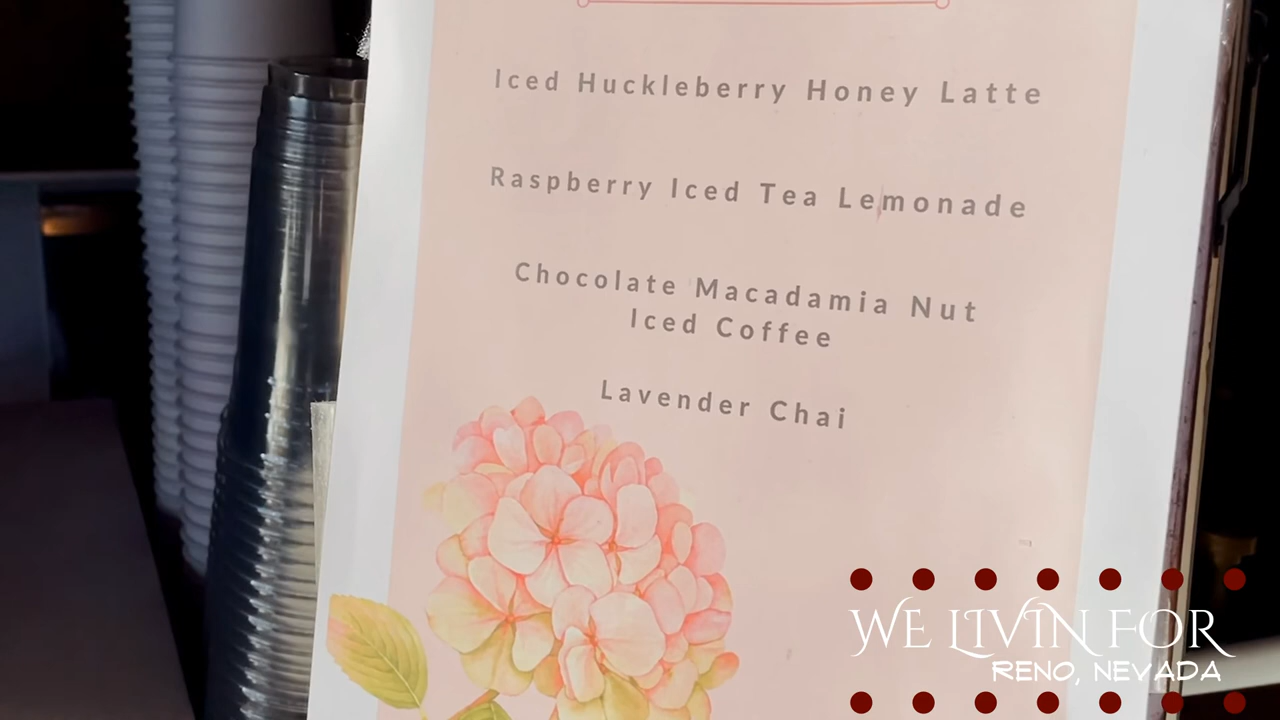 Iced Huckleberry Honey Latte
Raspberry Iced Tea Lemonade
Chocolate Macadamia Nut
Iced Coffee
Lavender Chai
WE LIVIN FOR
RENO, NEVADA